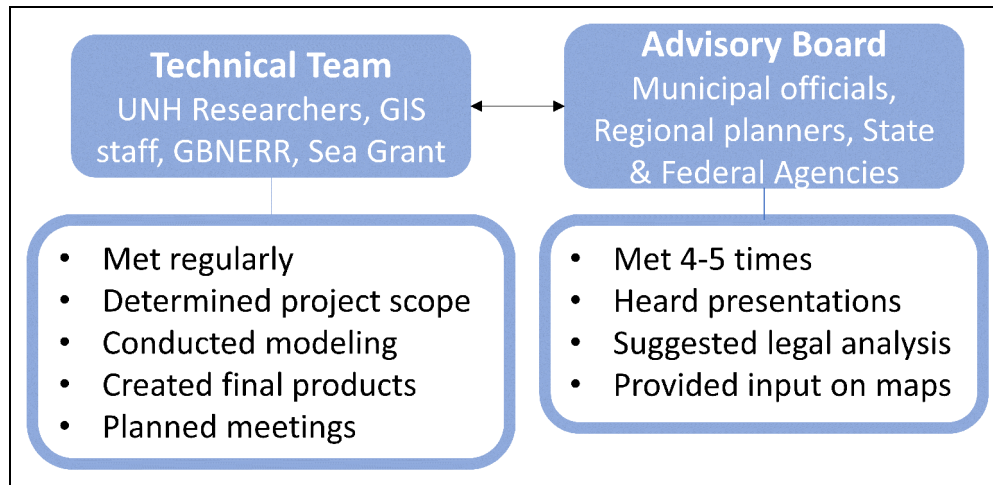 Technical Team
UNH Researchers, GIS
staff, GBNERR, Sea Grant
• Met regularly
• Determined project scope
• Conducted modeling
• Created final products
• Planned meetings
Advisory Board
Municipal officials,
Regional planners, State
& Federal Agencies
• Met 4-5 times
• Heard presentations
• Suggested legal analysis
• Provided input on maps